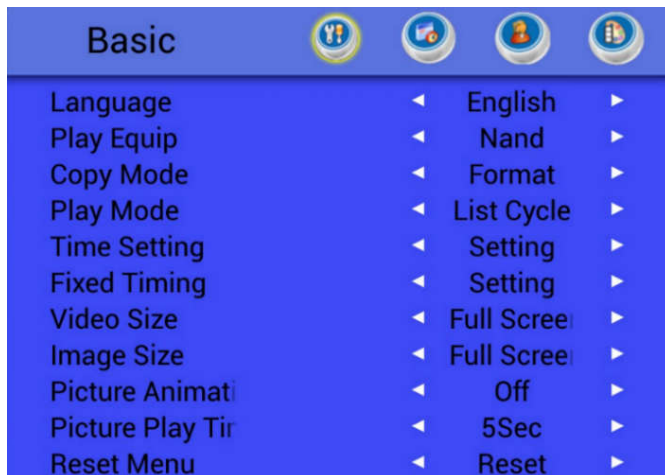 Basic
Language English
Play Equip Nand
Copy Mode Format
Play Mode List Cycle
Time Setting Setting
Fixed Timing Setting
Video Size Full Scree
Image Size Full Scree
Picture Animati Off
Picture Play Tir 5Sec
Reset Menu Reset